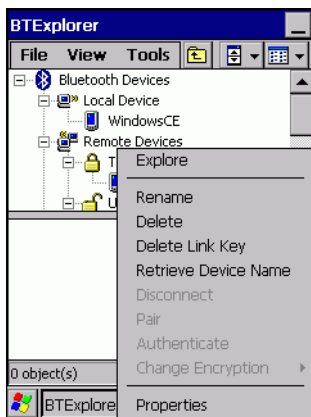 BTExplorer
File View Tools
Bluetooth Devices
Local Device
WindowsCE
Remote Devices
T
U
Explore
Rename
Delete
Delete Link Key
Retrieve Device Name
Disconnect
Pair
Authenticate
Change Encryption
Properties
0 object(s)
BTExplore